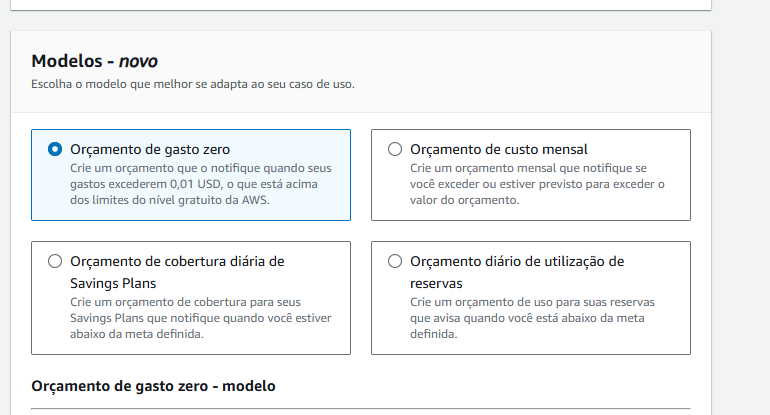 Modelos - novo
Escolha o modelo que melhor se adapta ao seu caso de uso.
Orçamento de gasto zero
Crie um orçamento que o notifique quando seus
gastos excederem 0,01 USD, o que está acima
dos limites do nível gratuito da AWS.
Orçamento de custo mensal
Crie um orçamento mensal que notifique se
você exceder ou estiver previsto para exceder o
valor do orçamento.
Orçamento de cobertura diária de
Savings Plans
Crie um orçamento de cobertura para seus
Savings Plans que notifique quando você estiver
abaixo da meta definida.
Orçamento diário de utilização de
reservas
Crie um orçamento de uso para suas reservas
que avisa quando você está abaixo da meta
definida.
Orçamento de gasto zero - modelo